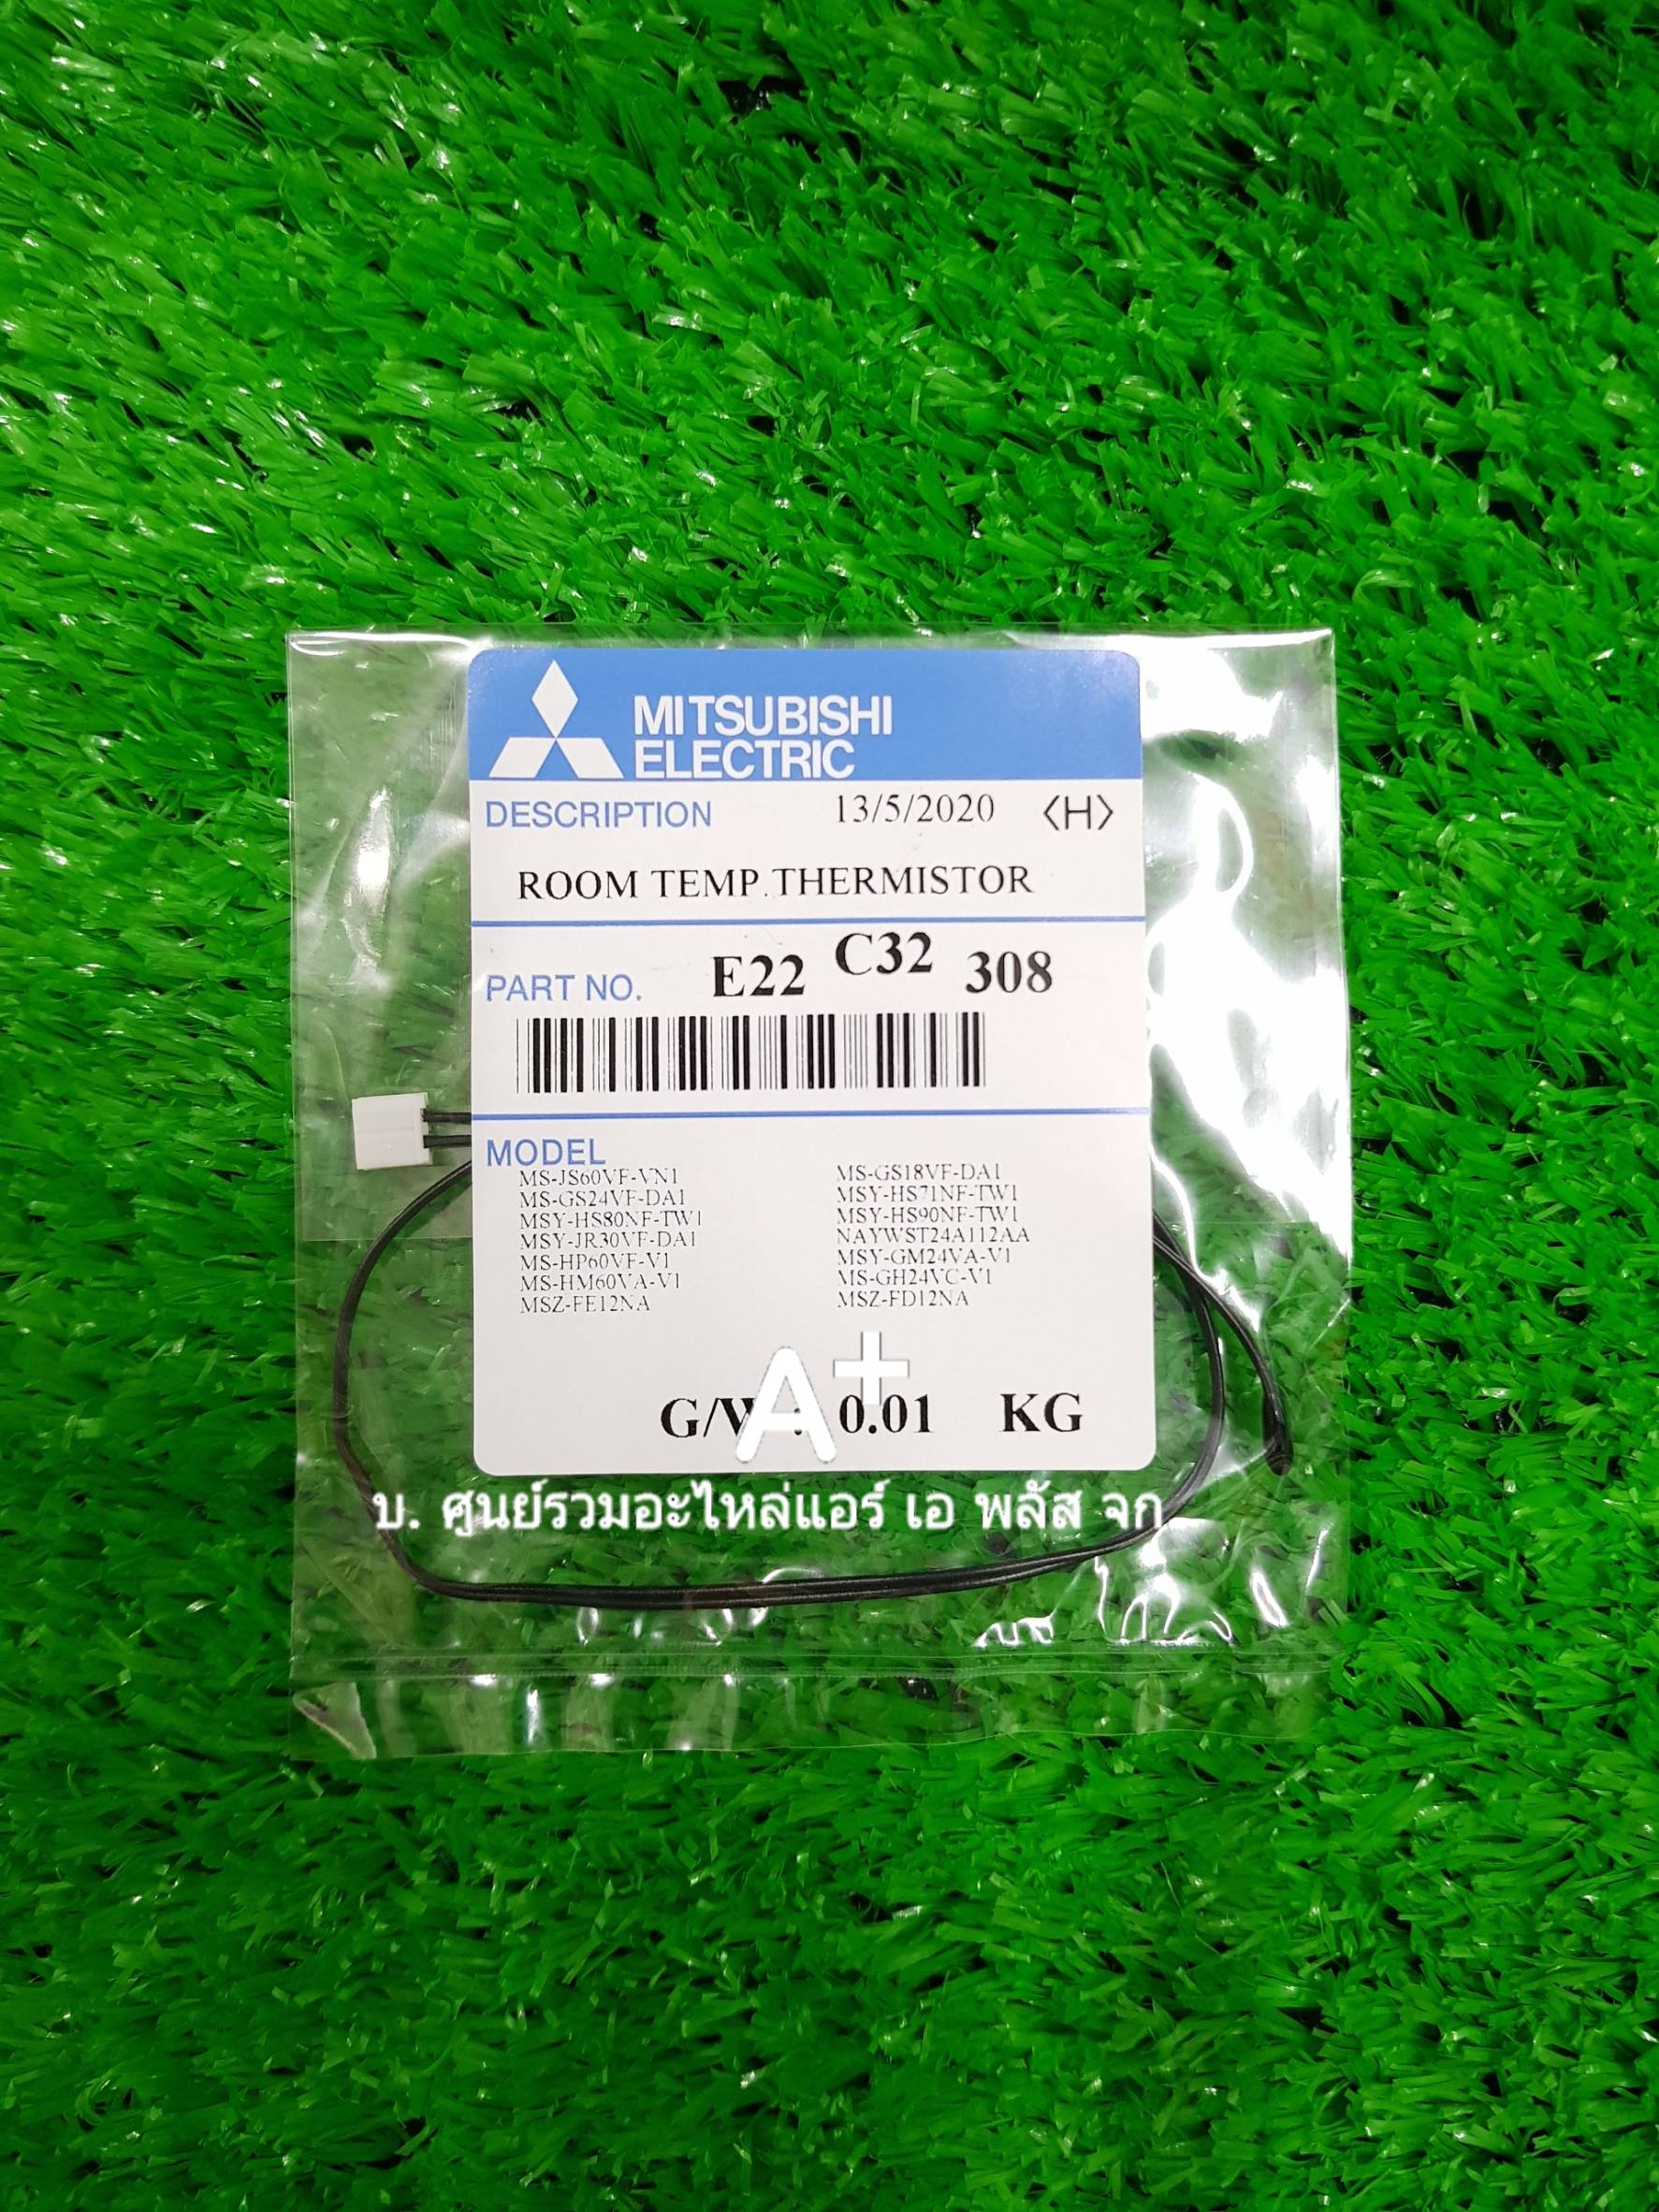 MITSUBISHI
ELECTRIC
DESCRIPTION 13/5/2020 <H>
ROOM TEMP.THERMISTOR
PART NO. E22 C32 308
MODEL
MS-JS60VF-VN1 MS-GS18VF-DA1
MS-GS24VF-DA1 MSY-HS71NF-TW1
MSY-HS80NF-TW1 MSY-HS90NF-TW1
MSY-JR30VF-DA1 NAYWST24A112AA
MS-HP60VF-V1 MSY-GM24VA-V1
MS-HM60VA-V1 MS-GH24VC-V1
MSZ-FE12NA MSZ-FD12NA
A+
G/W : 0.01 KG
บ. ศูนย์รวมอะไหล่แอร์ เอ พลัส จก